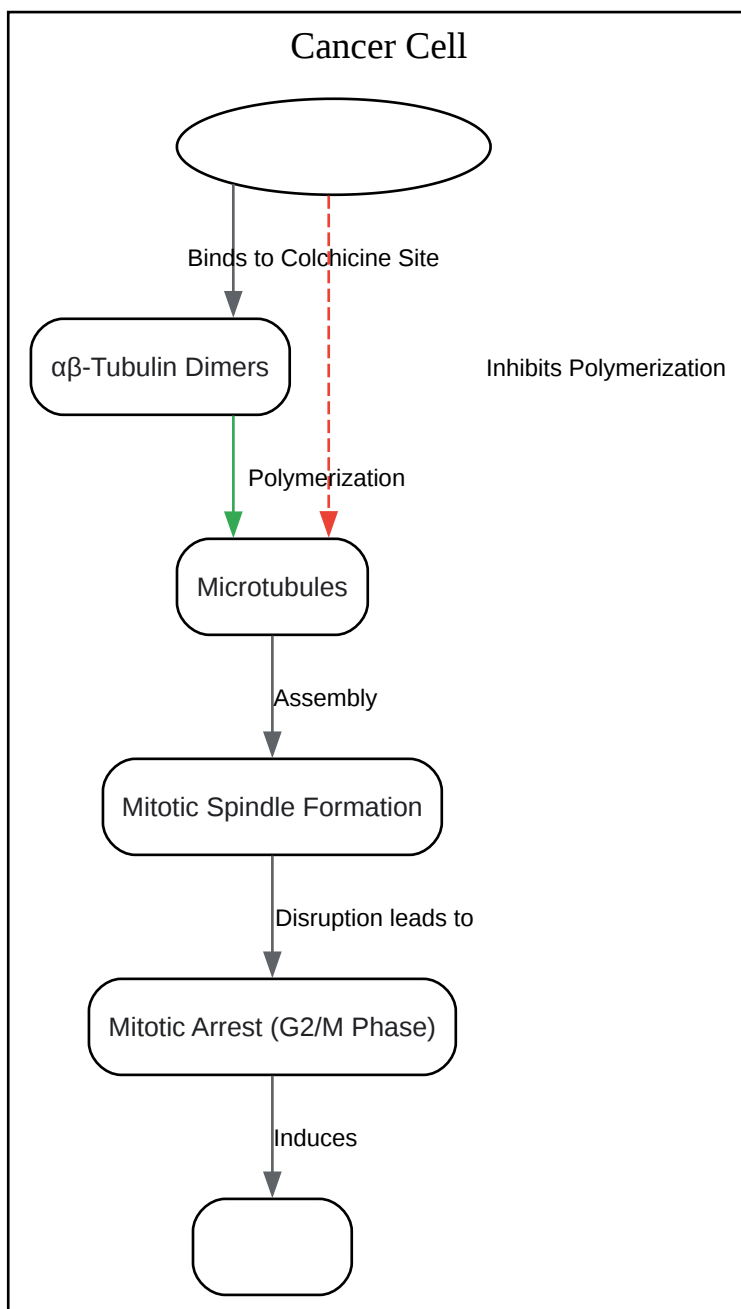 Cancer Cell
Binds to Colchicine Site
αβ-Tubulin Dimers
Inhibits Polymerization
Polymerization
Microtubules
Assembly
Mitotic Spindle Formation
Disruption leads to
Mitotic Arrest (G2/M Phase)
Induces